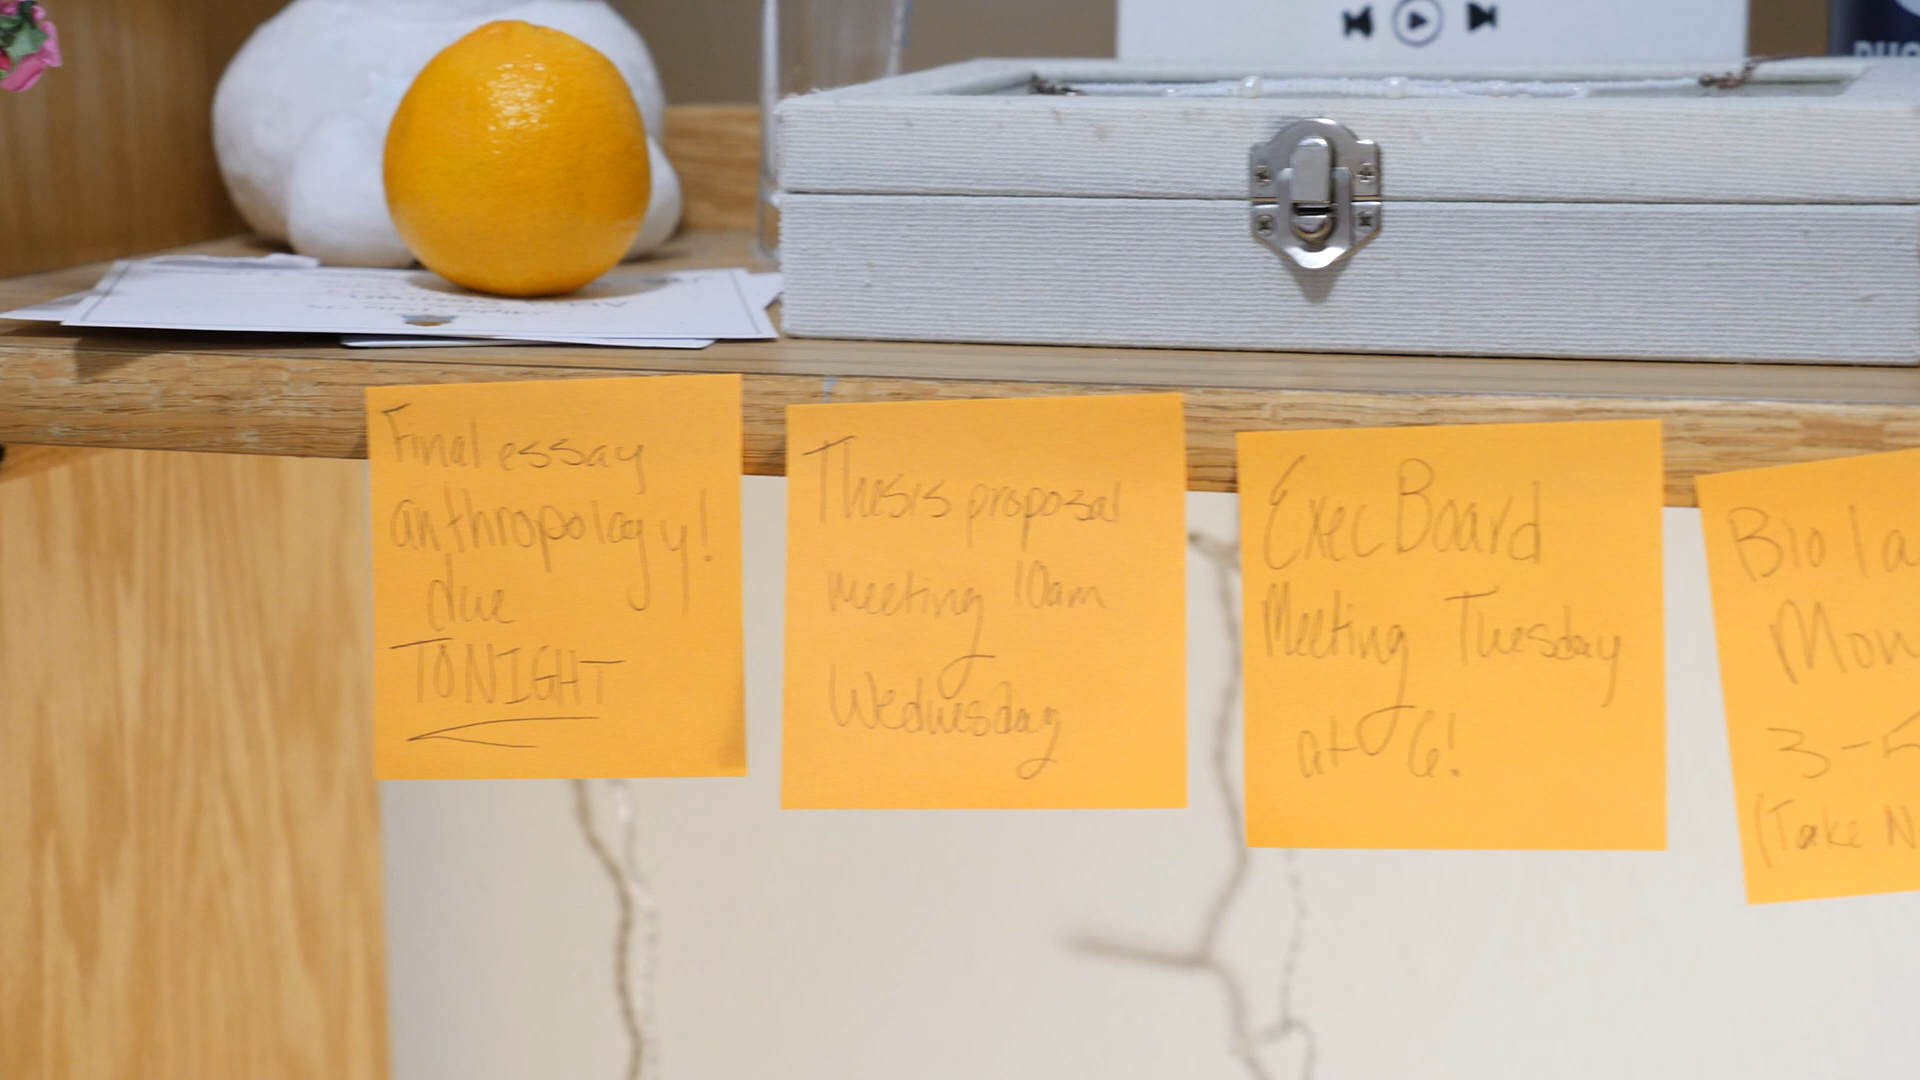 Final essay
anthropology!
due
TONIGHT
Thesis proposal
meeting 10am
Wednesday
Exec Board
Meeting Tuesday
at 6!
Bio la
Mon
3-5
(Take N